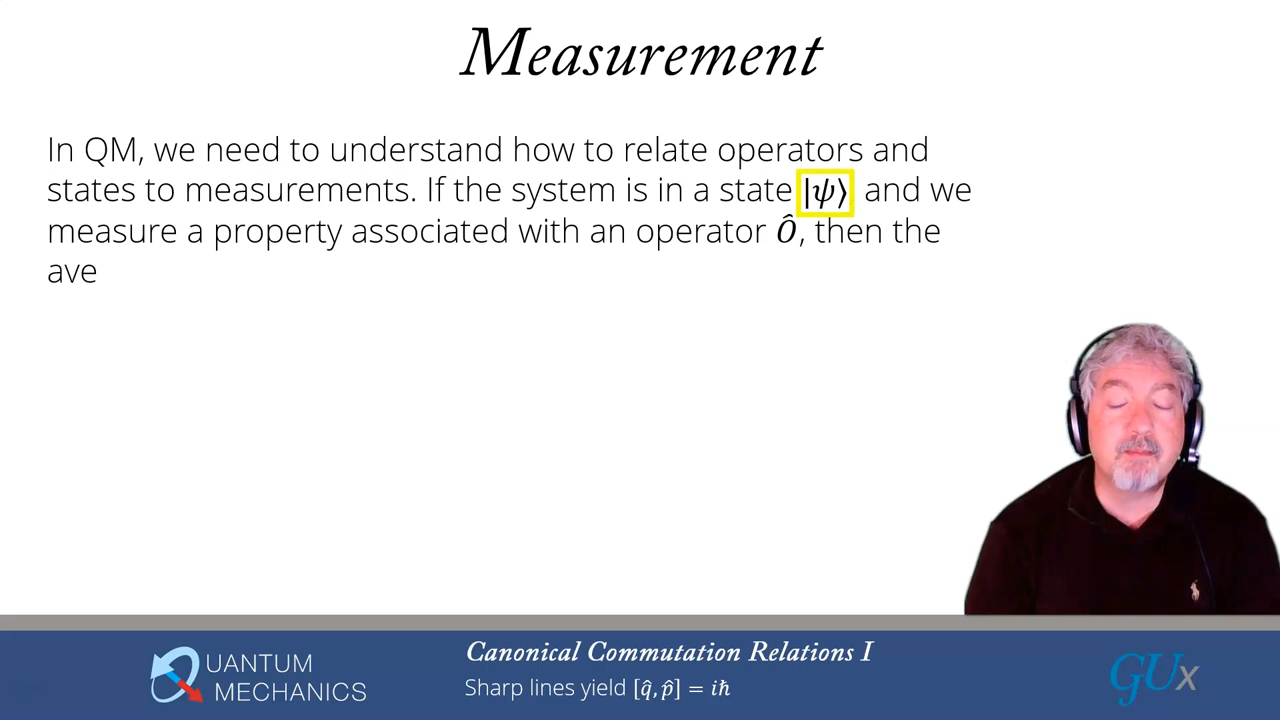 Measurement
In QM, we need to understand how to relate operators and
states to measurements. If the system is in a state |ψ⟩ and we
measure a property associated with an operator Ô, then the
ave
QUANTUM
MECHANICS
Canonical Commutation Relations I
Sharp lines yield [q̂, p̂] = iħ
GUx